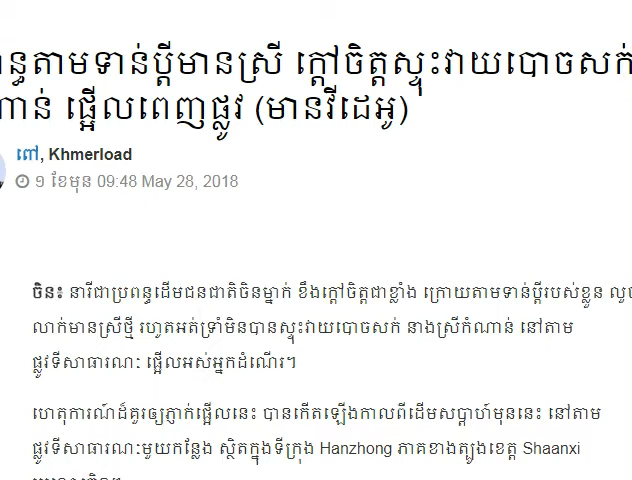 តាមទាន់ប្តីមានស្រី ក្តៅចិត្តស្ទុះវាយបោចសក់
ផ្អើលពេញផ្លូវ (មានវីដេអូ)
ពៅ, Khmerload
១ ខែមុន 09:48 May 28, 2018
ចិន៖ នារីជាប្រពន្ធដើមជនជាតិចិនម្នាក់ ខឹងក្តៅចិត្តជាខ្លាំង ក្រោយតាមទាន់ប្តីរបស់ខ្លួន
លាក់មានស្រីថ្មី រហូតអត់ទ្រាំមិនបានស្ទុះវាយបោចសក់ នាងស្រីកំណាន់ នៅតាម
ផ្លូវទីសាធារណៈ ផ្អើលអស់អ្នកដំណើរ។
ហេតុការណ៍ដ៏គួរឲ្យភ្ញាក់ផ្អើលនេះ បានកើតឡើងកាលពីដើមសប្តាហ៍មុននេះ នៅតាម
ផ្លូវទីសាធារណៈមួយកន្លែង ស្ថិតក្នុងទីក្រុង Hanzhong ភាគខាងត្បូងខេត្ត Shaanxi